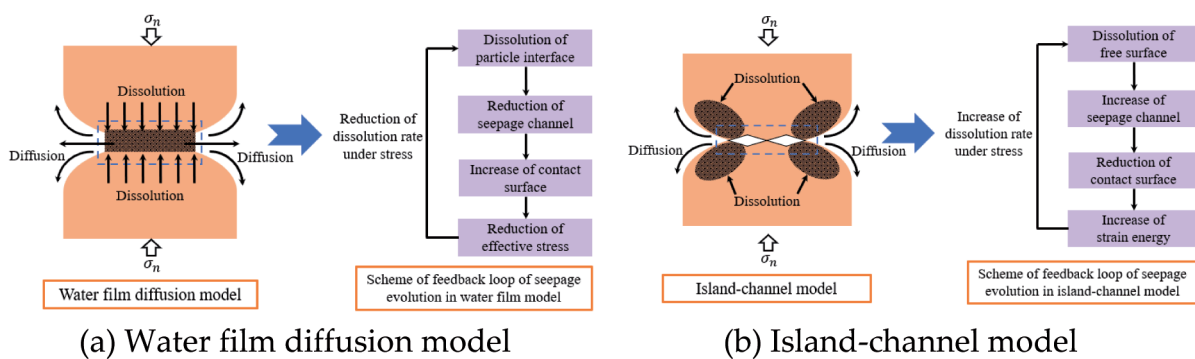 σn
Dissolution
Diffusion
Diffusion
Dissolution
σn
Water film diffusion model
Reduction of
dissolution rate
under stress
Dissolution of
particle interface
Reduction of
seepage channel
Increase of contact
surface
Reduction of
effective stress
Scheme of feedback loop of seepage
evolution in water film model
(a) Water film diffusion model
σn
Dissolution
Diffusion
Diffusion
Dissolution
σn
Island-channel model
Increase of
dissolution rate
under stress
Dissolution of
free surface
Increase of
seepage channel
Reduction of
contact surface
Increase of
strain energy
Scheme of feedback loop of seepage
evolution in island-channel model
(b) Island-channel model